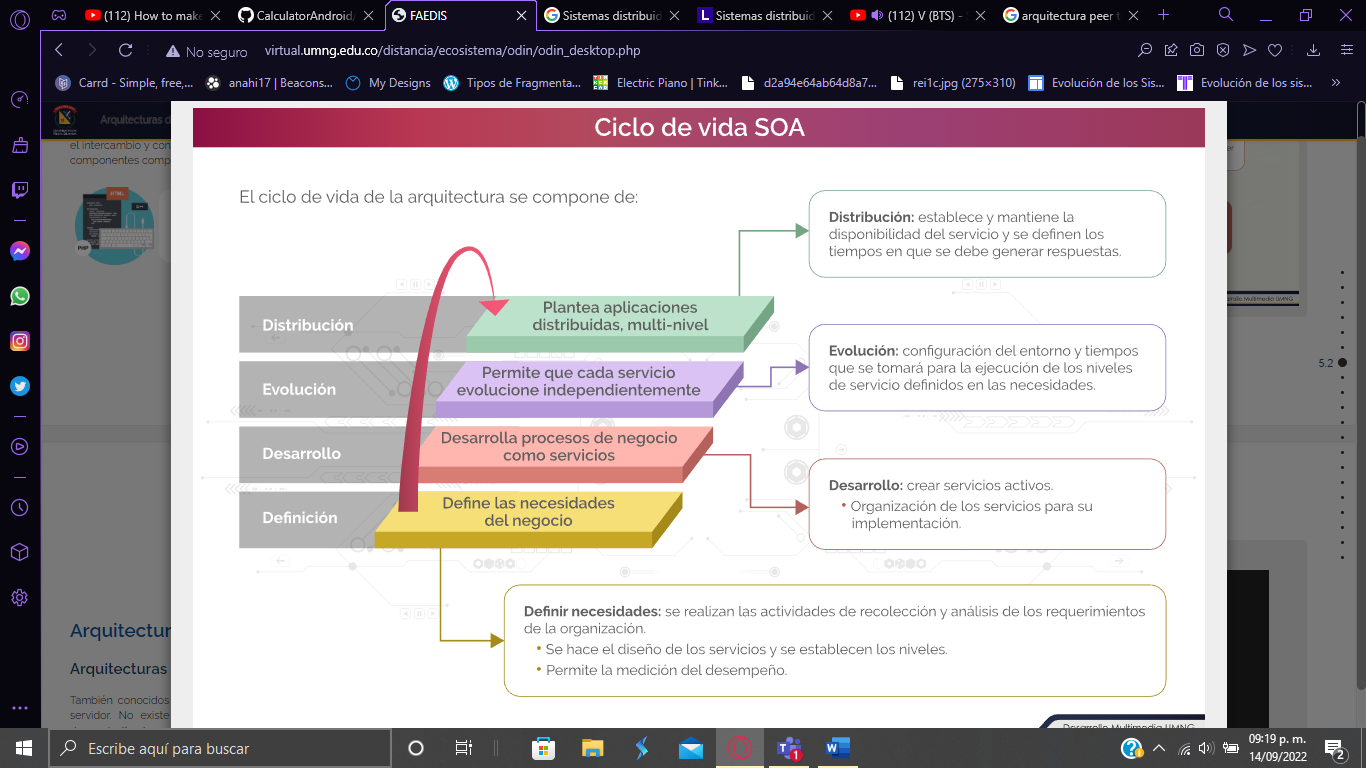 (112) How to make
CalculatorAndroid/
FAEDIS
Sistemas distribuid
Sistemas distribuid
(112) V (BTS) -
arquitectura peer t
No seguro
virtual.umng.edu.co/distancia/ecosistema/odin/odin_desktop.php
Carrd - Simple, free,...
anahi17 | Beacons...
My Designs
Tipos de Fragmenta...
Electric Piano | Tink...
d2a94e64ab64d8a7...
rei1c.jpg (275×310)
Evolución de los Sis...
Evolución de los sis...
»
Arquitecturas d
el intercambio y con
componentes comp
HTML
PHP
Ciclo de vida SOA
El ciclo de vida de la arquitectura se compone de:
Distribución: establece y mantiene la
disponibilidad del servicio y se definen los
tiempos en que se debe generar respuestas.
Distribución
Plantea aplicaciones
distribuidas, multi-nivel
Evolución
Permite que cada servicio
evolucione independientemente
Evolución: configuración del entorno y tiempos
que se tomará para la ejecución de los niveles
de servicio definidos en las necesidades.
Desarrollo
Desarrolla procesos de negocio
como servicios
Desarrollo: crear servicios activos.
• Organización de los servicios para su
implementación.
Definición
Define las necesidades
del negocio
Definir necesidades: se realizan las actividades de recolección y análisis de los requerimientos
de la organización.
• Se hace el diseño de los servicios y se establecen los niveles.
• Permite la medición del desempeño.
Desarrollo Multimedia UMNG
Multimedia UMNG
5.2
Arquitectur
Arquitecturas
También conocidos
servidor. No existe
Escribe aquí para buscar
1
09:19 p. m.
14/09/2022
2